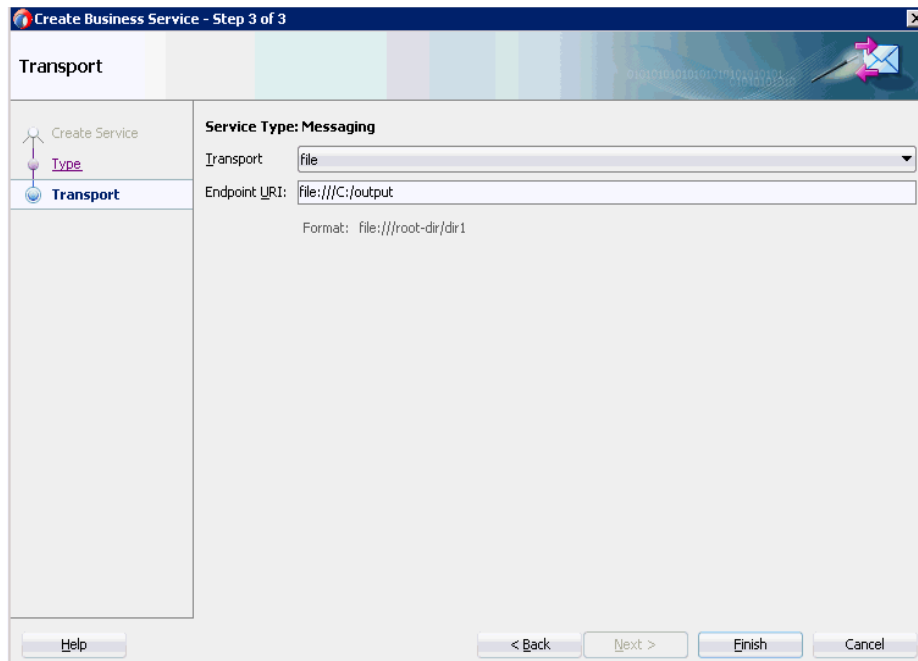 Create Business Service - Step 3 of 3
Transport
Create Service
Type
Transport
Service Type: Messaging
Transport file
Endpoint URI: file:///C:/output
Format: file:///root-dir/dir1
Help
< Back
Next >
Finish
Cancel